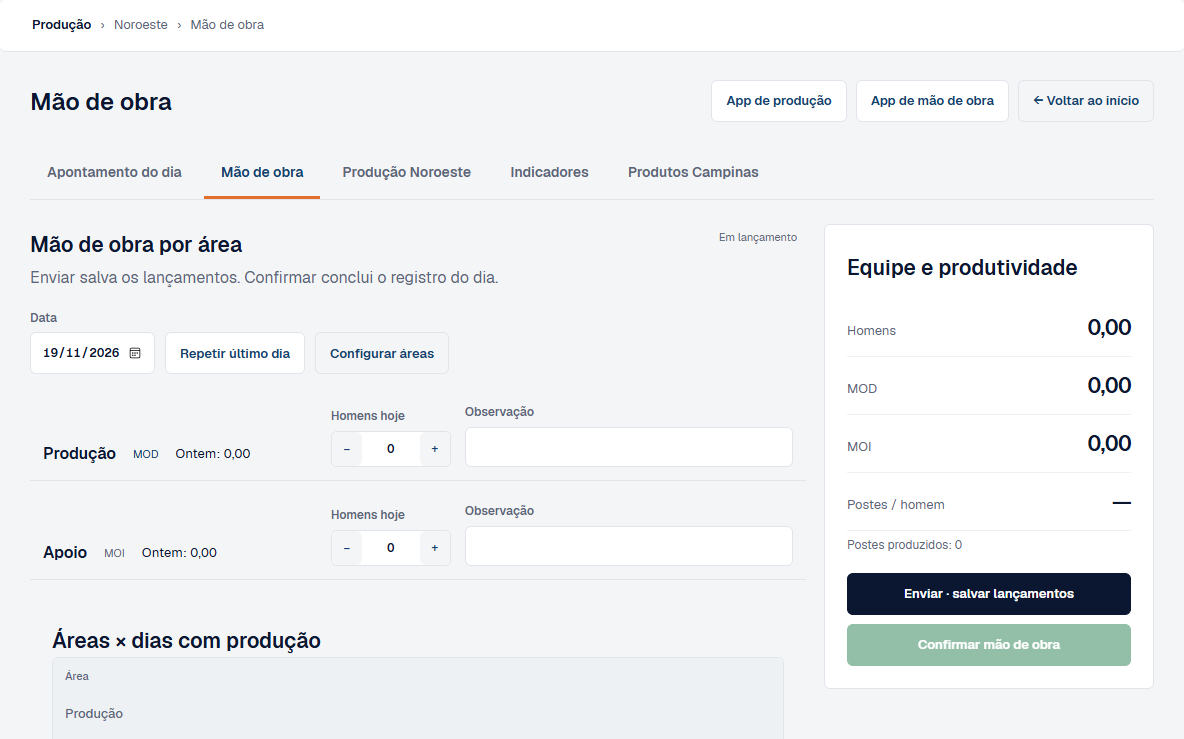 Produção › Noroeste › Mão de obra
Mão de obra
App de produção
App de mão de obra
← Voltar ao início
Apontamento do dia
Mão de obra
Produção Noroeste
Indicadores
Produtos Campinas
Mão de obra por área
Em lançamento
Enviar salva os lançamentos. Confirmar conclui o registro do dia.
Data
19/11/2026
Repetir último dia
Configurar áreas
Homens hoje
Observação
Produção MOD Ontem: 0,00
− 0 +
Homens hoje
Observação
Apoio MOI Ontem: 0,00
− 0 +
Áreas × dias com produção
Área
Produção
Equipe e produtividade
Homens 0,00
MOD 0,00
MOI 0,00
Postes / homem —
Postes produzidos: 0
Enviar · salvar lançamentos
Confirmar mão de obra